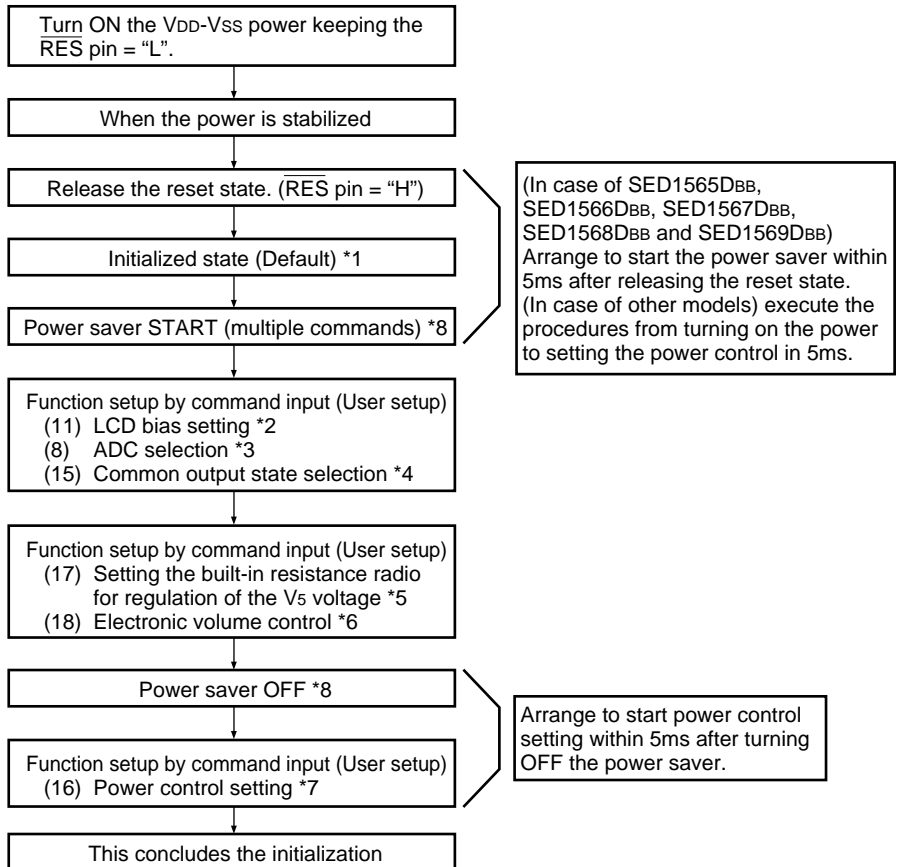 Turn ON the VDD-VSS power keeping the
RES pin = “L”.
When the power is stabilized
Release the reset state. (RES pin = “H”)
Initialized state (Default) *1
Power saver START (multiple commands) *8
(In case of SED1565DBB,
SED1566DBB, SED1567DBB,
SED1568DBB and SED1569DBB)
Arrange to start the power saver within
5ms after releasing the reset state.
(In case of other models) execute the
procedures from turning on the power
to setting the power control in 5ms.
Function setup by command input (User setup)
(11) LCD bias setting *2
(8) ADC selection *3
(15) Common output state selection *4
Function setup by command input (User setup)
(17) Setting the built-in resistance radio
for regulation of the V5 voltage *5
(18) Electronic volume control *6
Power saver OFF *8
Function setup by command input (User setup)
(16) Power control setting *7
Arrange to start power control
setting within 5ms after turning
OFF the power saver.
This concludes the initialization